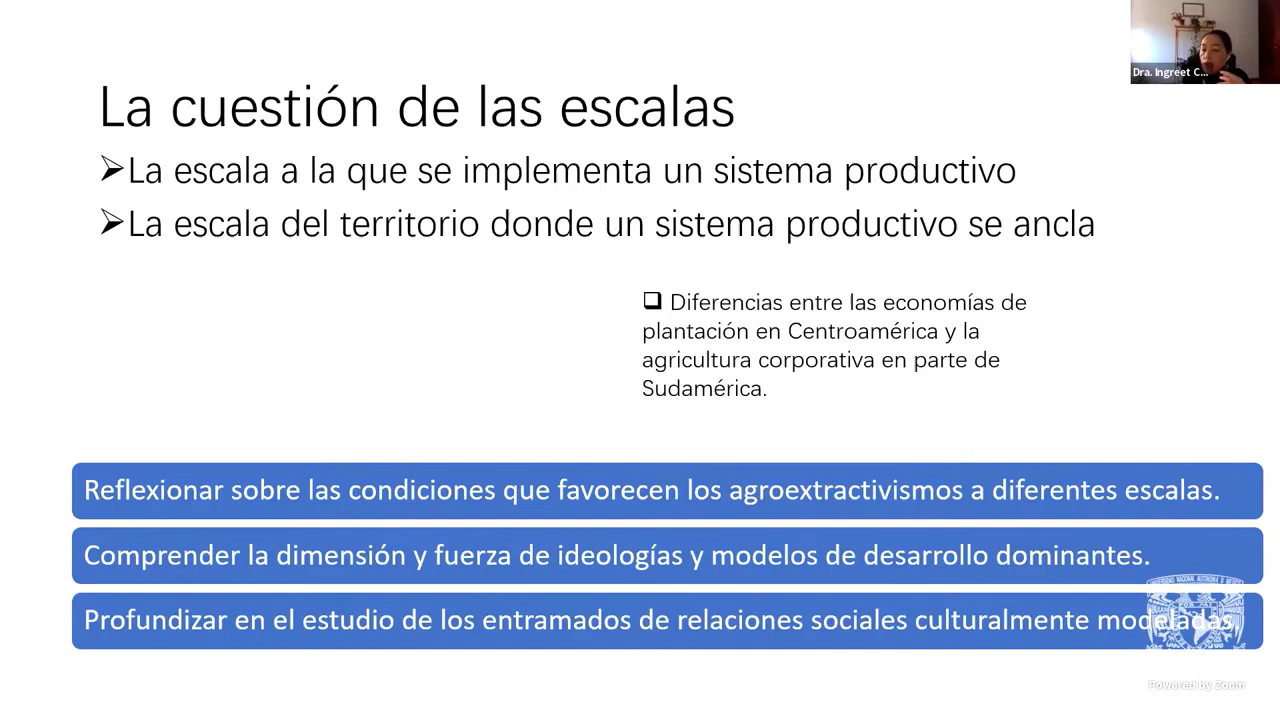 Dra. Ingreet C...
La cuestión de las escalas
➢La escala a la que se implementa un sistema productivo
➢La escala del territorio donde un sistema productivo se ancla
❑ Diferencias entre las economías de
plantación en Centroamérica y la
agricultura corporativa en parte de
Sudamérica.
Reflexionar sobre las condiciones que favorecen los agroextractivismos a diferentes escalas.
Comprender la dimensión y fuerza de ideologías y modelos de desarrollo dominantes.
Profundizar en el estudio de los entramados de relaciones sociales culturalmente modeladas.
Powered by Zoom